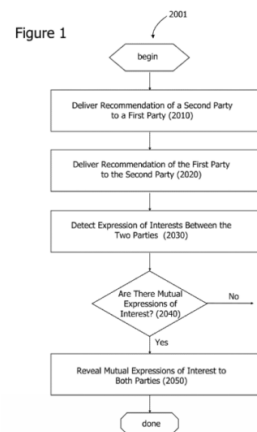 2001
Figure 1
begin
Deliver Recommendation of a Second Party
to a First Party (2010)
Deliver Recommendation of the First Party
to the Second Party (2020)
Detect Expression of Interests Between the
Two Parties (2030)
Are There Mutual
Expressions of
Interest? (2040)
No
Yes
Reveal Mutual Expressions of Interest to
Both Parties (2050)
done